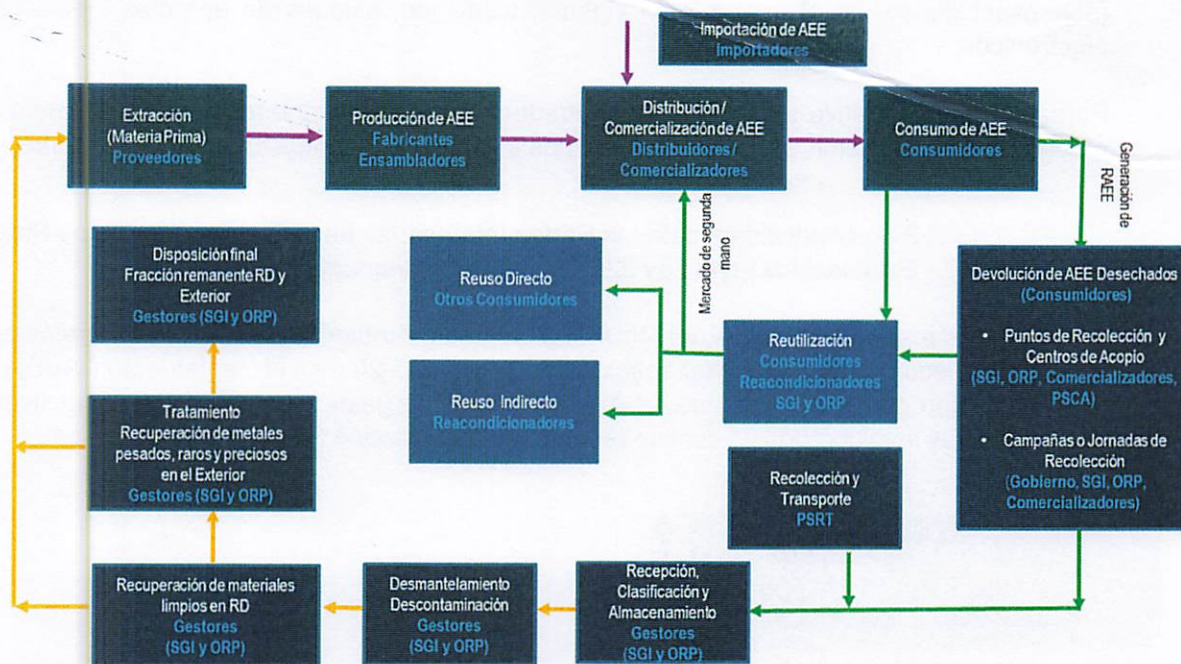 Importación de AEE
Importadores
Extracción
(Materia Prima)
Proveedores
Producción de AEE
Fabricantes
Ensambladores
Distribución /
Comercialización de AEE
Distribuidores /
Comercializadores
Consumo de AEE
Consumidores
Generación de
RAEE
Mercado de segunda
mano
Disposición final
Fracción remanente RD y
Exterior
Gestores (SGI y ORP)
Reuso Directo
Otros Consumidores
Reuso Indirecto
Reacondicionadores
Reutilización
Consumidores
Reacondicionadores
SGI y ORP
Devolución de AEE Desechados
(Consumidores)
• Puntos de Recolección y
Centros de Acopio
(SGI, ORP, Comercializadores,
PSCA)
• Campañas o Jornadas de
Recolección
(Gobierno, SGI, ORP,
Comercializadores)
Tratamiento
Recuperación de metales
pesados, raros y preciosos
en el Exterior
Gestores (SGI y ORP)
Recolección y
Transporte
PSRT
Recuperación de materiales
limpios en RD
Gestores
(SGI y ORP)
Desmantelamiento
Descontaminación
Gestores
(SGI y ORP)
Recepción,
Clasificación y
Almacenamiento
Gestores
(SGI y ORP)